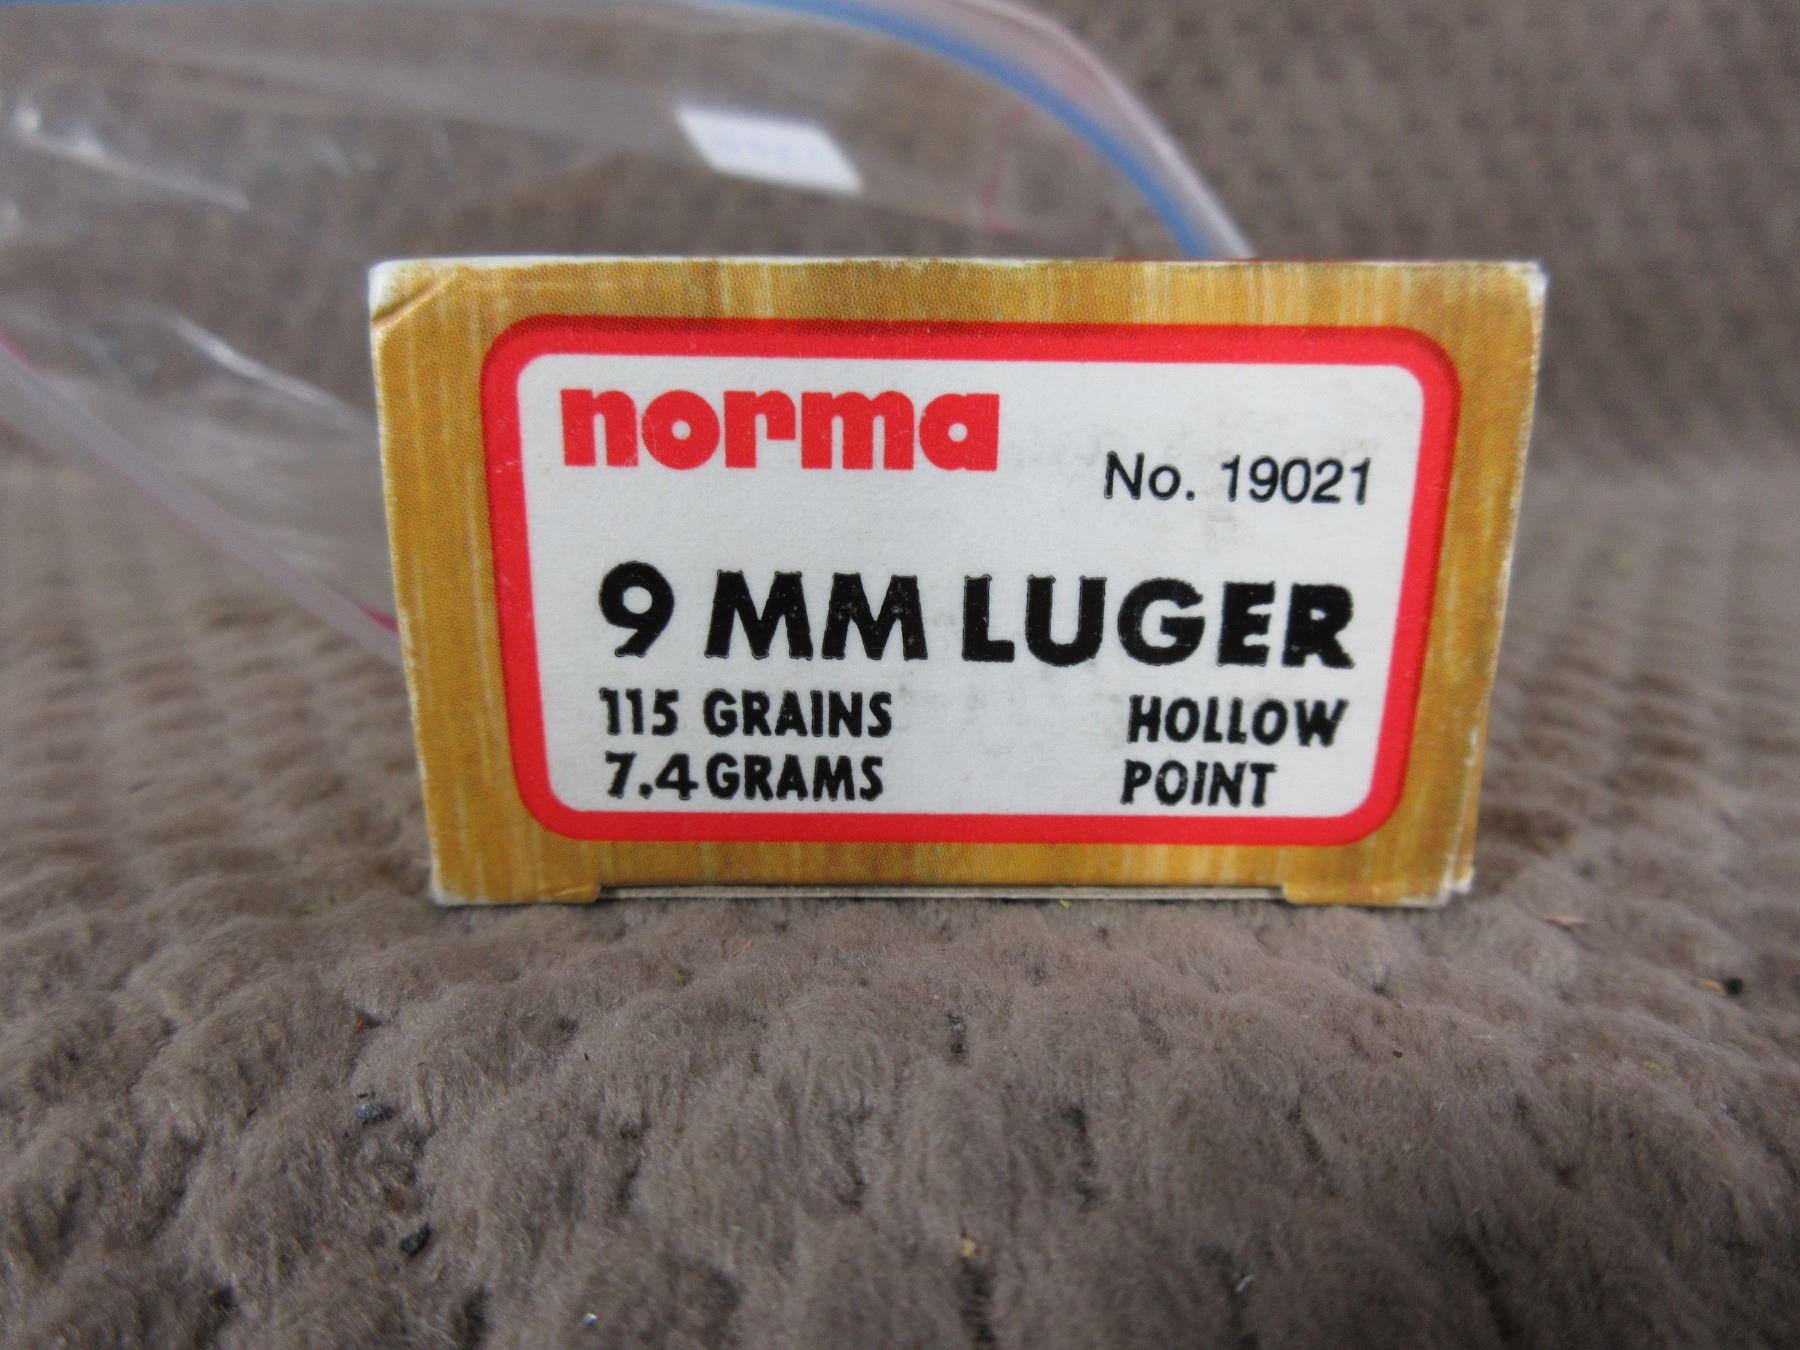 norma
No. 19021
9 MM LUGER
115 GRAINS HOLLOW
7.4 GRAMS POINT